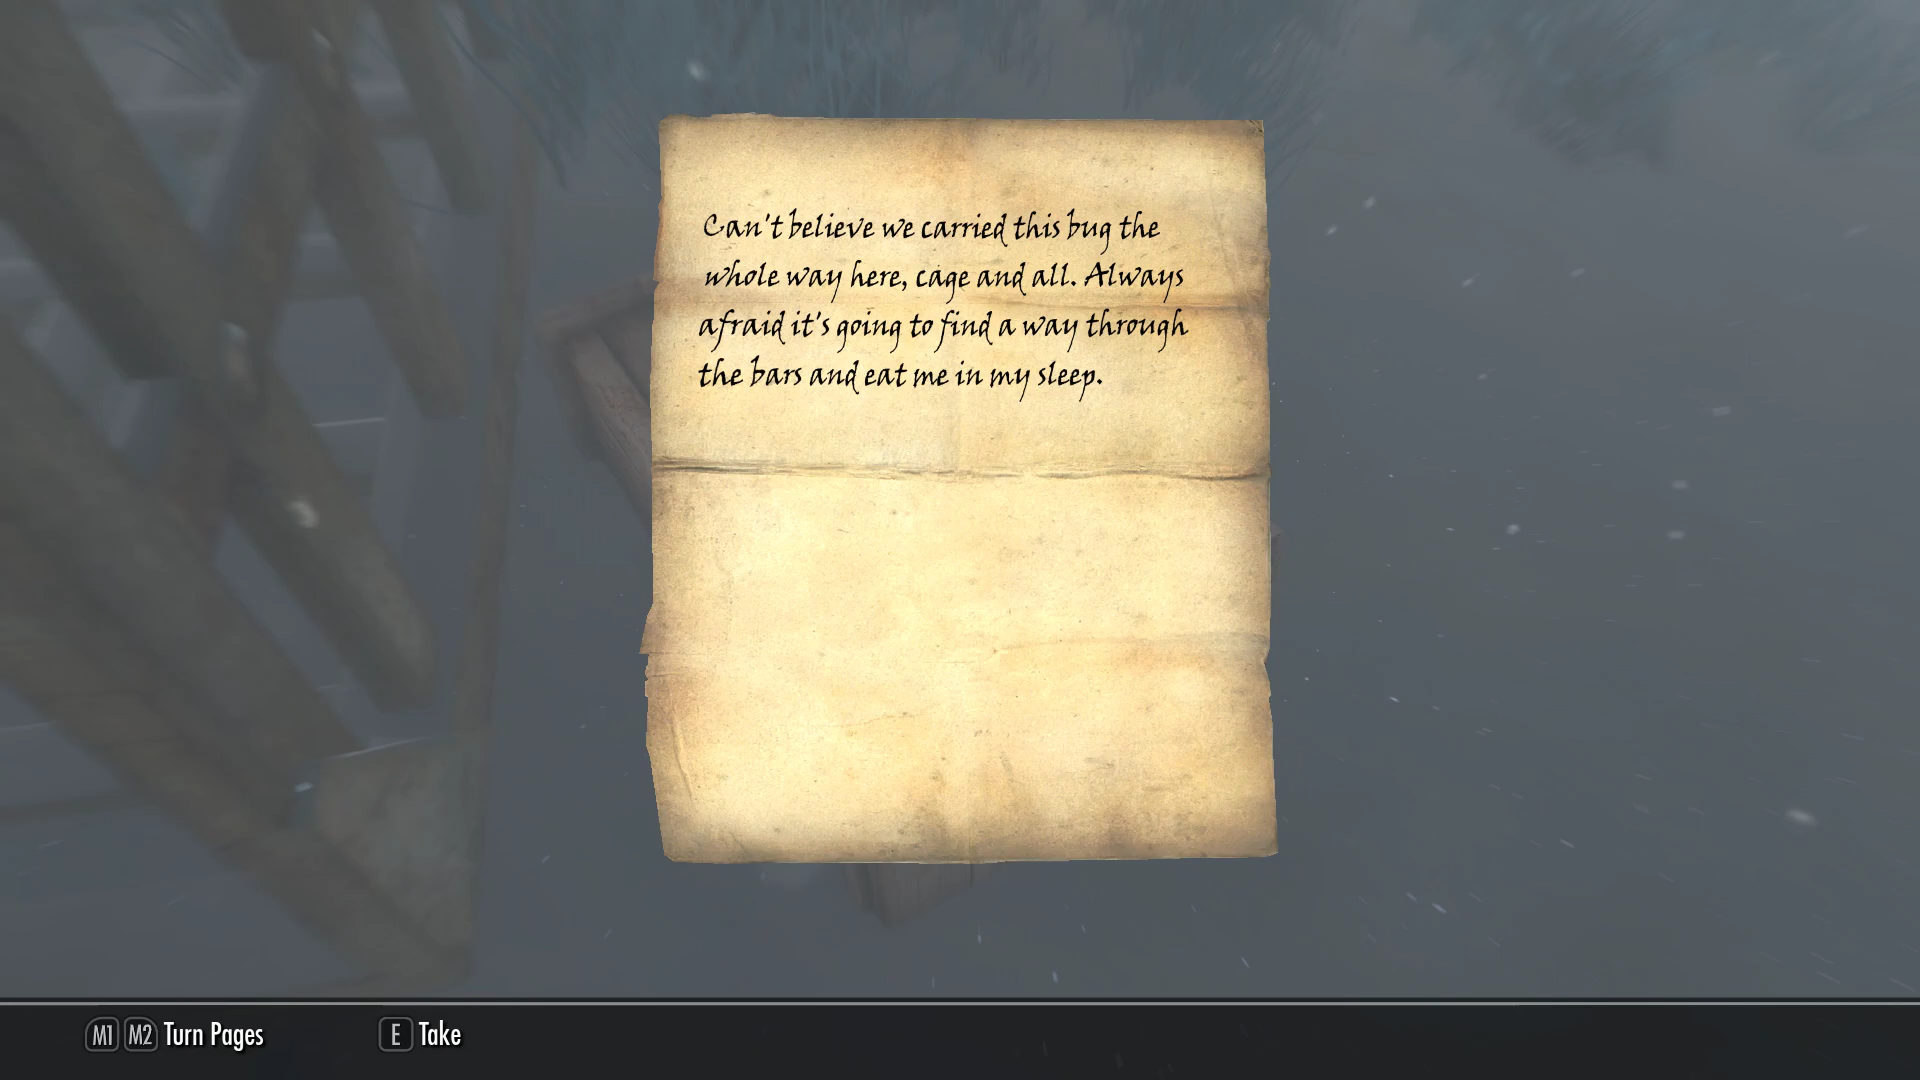 Can't believe we carried this bug the
whole way here, cage and all. Always
afraid it's going to find a way through
the bars and eat me in my sleep.
M1 M2 Turn Pages E Take